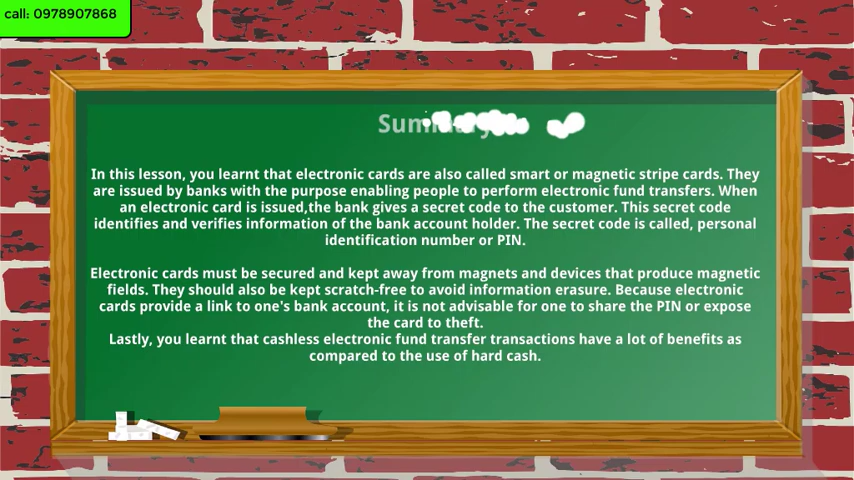 call: 0978907868
Summary
In this lesson, you learnt that electronic cards are also called smart or magnetic stripe cards. They
are issued by banks with the purpose enabling people to perform electronic fund transfers. When
an electronic card is issued,the bank gives a secret code to the customer. This secret code
identifies and verifies information of the bank account holder. The secret code is called, personal
identification number or PIN.
Electronic cards must be secured and kept away from magnets and devices that produce magnetic
fields. They should also be kept scratch-free to avoid information erasure. Because electronic
cards provide a link to one's bank account, it is not advisable for one to share the PIN or expose
the card to theft.
Lastly, you learnt that cashless electronic fund transfer transactions have a lot of benefits as
compared to the use of hard cash.